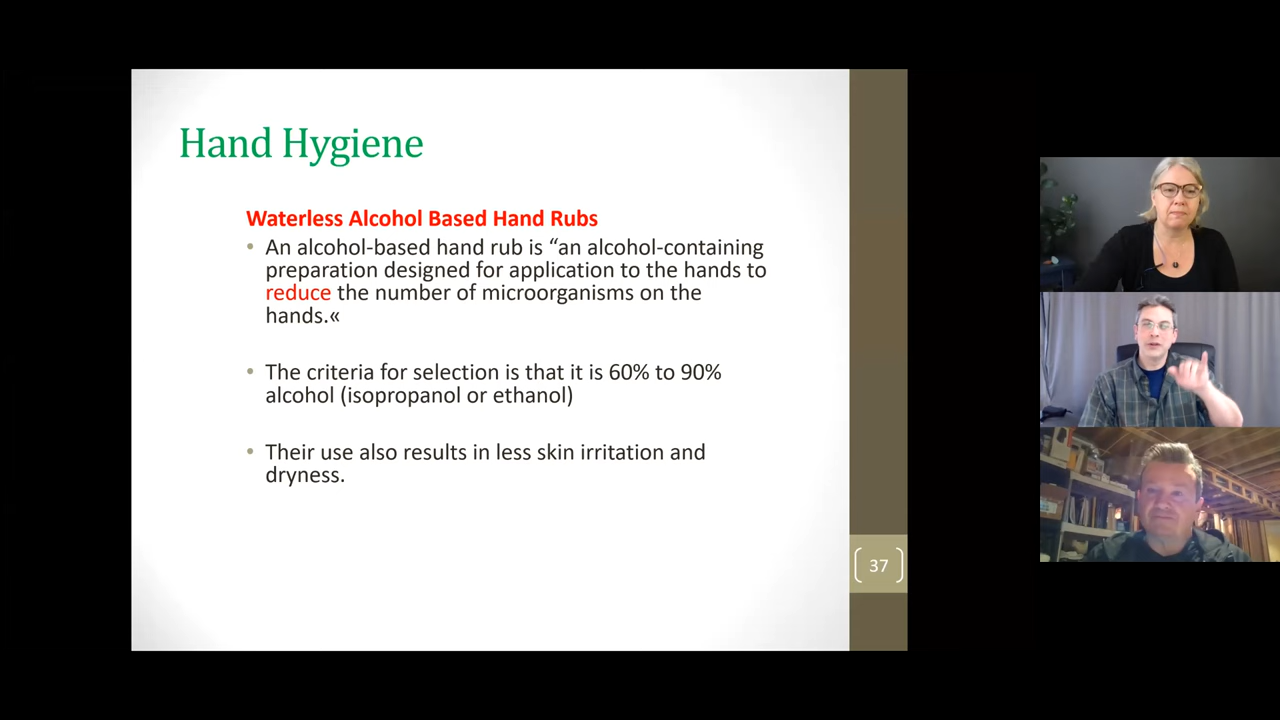 Hand Hygiene
Waterless Alcohol Based Hand Rubs
• An alcohol-based hand rub is “an alcohol-containing
preparation designed for application to the hands to
reduce the number of microorganisms on the
hands.«
• The criteria for selection is that it is 60% to 90%
alcohol (isopropanol or ethanol)
• Their use also results in less skin irritation and
dryness.
37